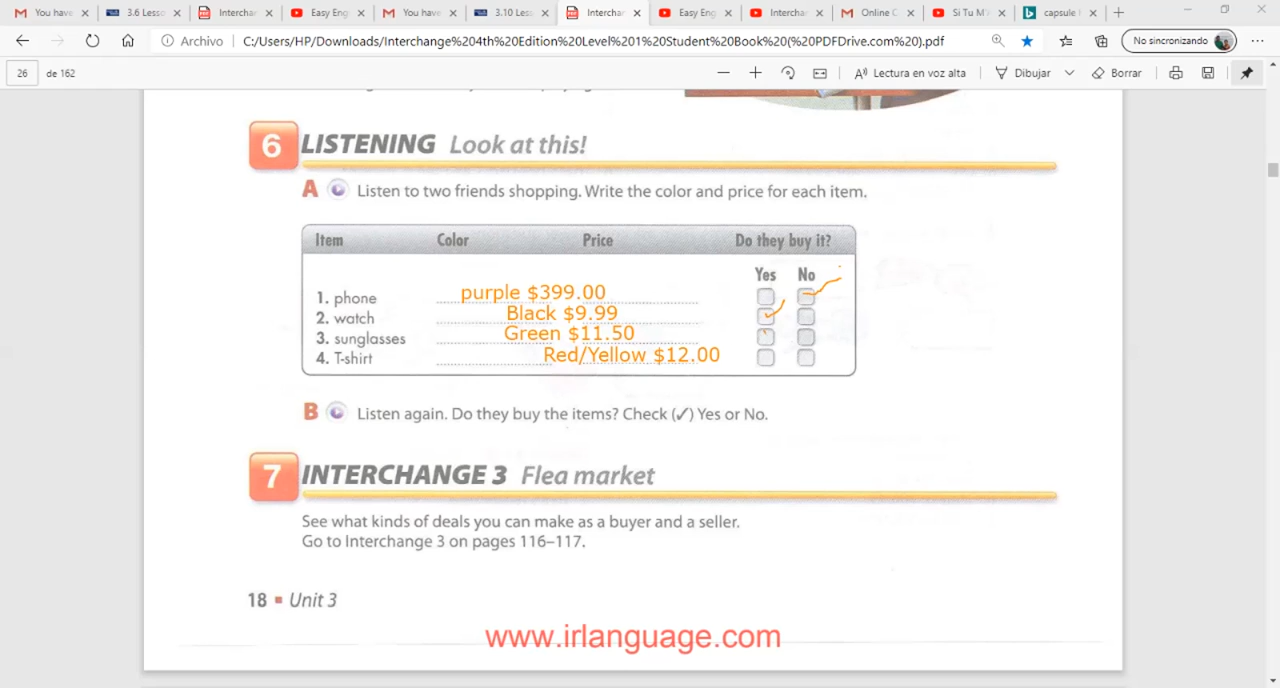 You have
3.6 Lesso
Interchan
Easy Eng
You have
3.10 Less
Interchan
Easy Eng
Intercha
Online C
Si Tu M'
capsule
Archivo
C:/Users/HP/Downloads/Interchange%204th%20Edition%20Level%201%20Student%20Book%20(%20PDFDrive.com%20).pdf
No sincronizando
26 de 162
Lectura en voz alta
Dibujar
Borrar
6 LISTENING Look at this!
A Listen to two friends shopping. Write the color and price for each item.
Item Color Price Do they buy it?
Yes No
1. phone purple $399.00
2. watch Black $9.99
3. sunglasses Green $11.50
4. T-shirt Red/Yellow $12.00
B Listen again. Do they buy the items? Check (✓) Yes or No.
7 INTERCHANGE 3 Flea market
See what kinds of deals you can make as a buyer and a seller.
Go to Interchange 3 on pages 116–117.
18 ▪ Unit 3
www.irlanguage.com